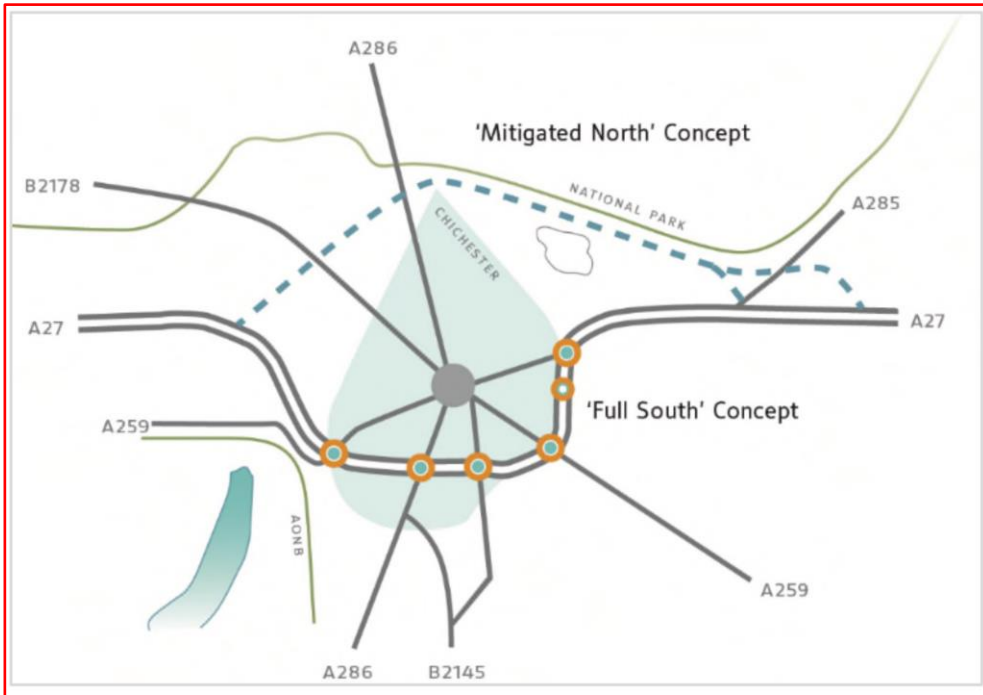 A286
'Mitigated North' Concept
B2178
NATIONAL PARK
A285
CHICHESTER
A27
A27
'Full South' Concept
A259
AONB
A259
A286
B2145